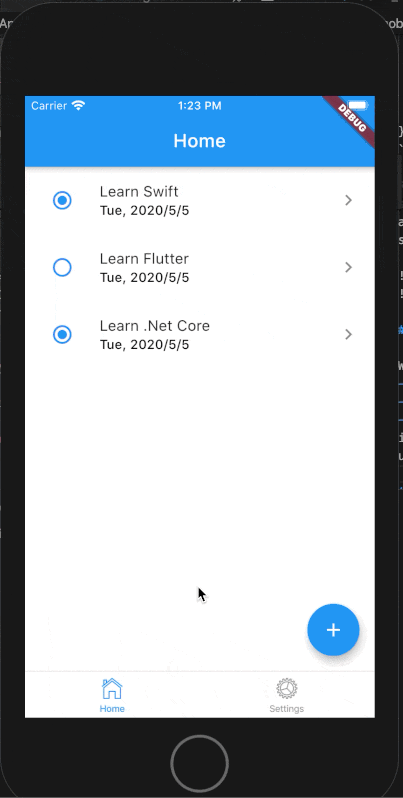 Carrier
1:23 PM
DEBUG
Home
Learn Swift
Tue, 2020/5/5
Learn Flutter
Tue, 2020/5/5
Learn .Net Core
Tue, 2020/5/5
+
Home
Settings